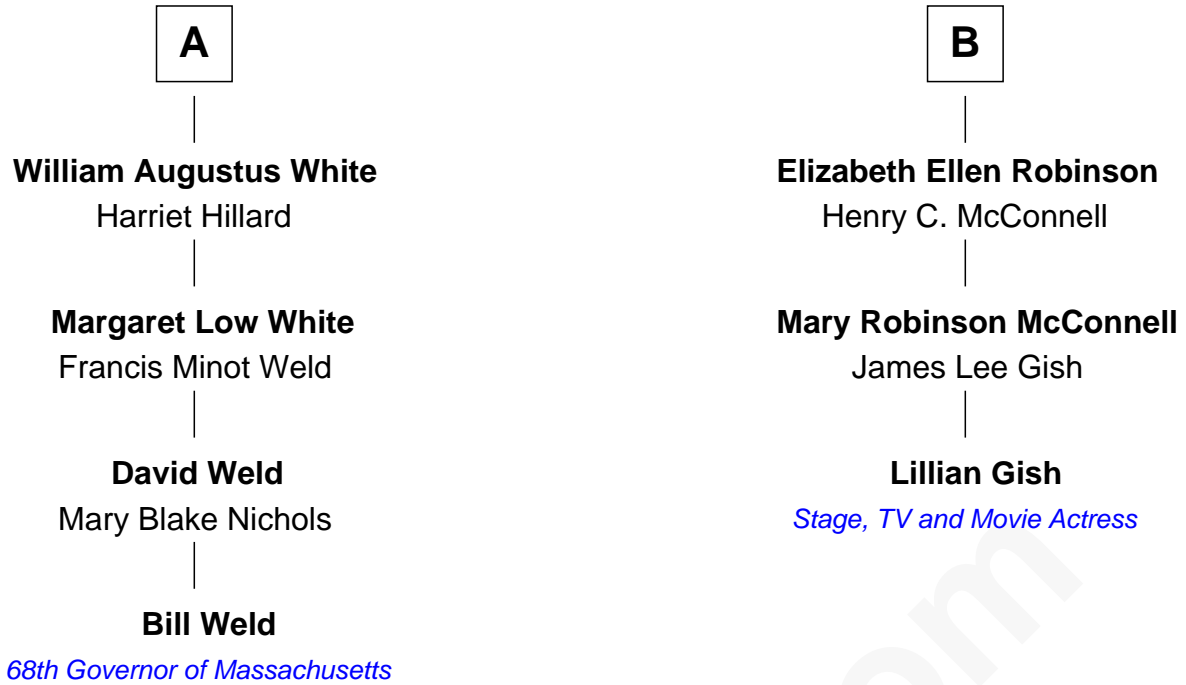 A
William Augustus White
Harriet Hillard
Margaret Low White
Francis Minot Weld
David Weld
Mary Blake Nichols
Bill Weld
68th Governor of Massachusetts
B
Elizabeth Ellen Robinson
Henry C. McConnell
Mary Robinson McConnell
James Lee Gish
Lillian Gish
Stage, TV and Movie Actress
om